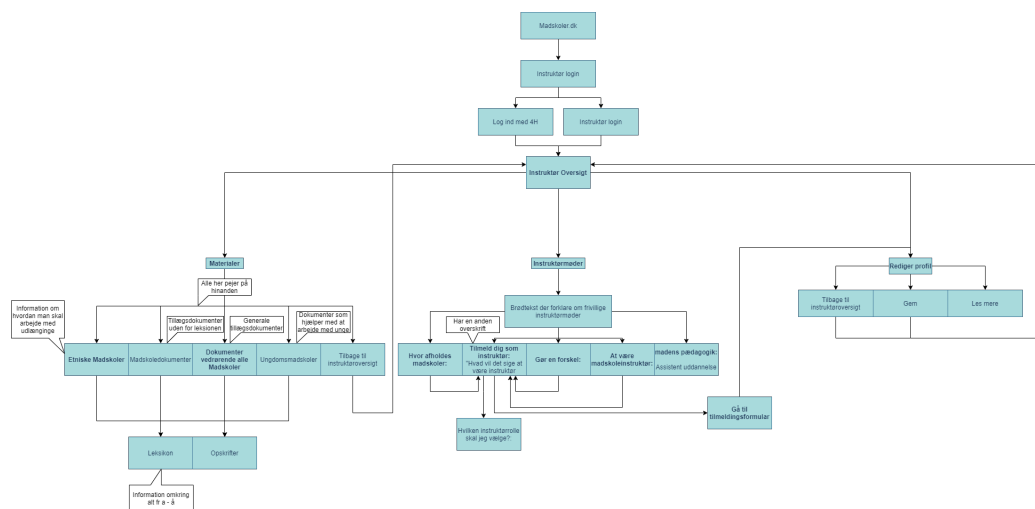 Madskoler.dk
Instruktør login
Log ind med 4H
Instruktør login
Instruktør Oversigt
Materialer
Instruktørmøder
Rediger profil
Alle her pejer på
hinanden
Information om
hvordan man skal
arbejde med
udlænginge
Tillægsdokumenter
uden for leksionen
Generale
tillægsdokumenter
Dokumenter som
hjælper med at
arbejde med unge
Etniske Madskoler
Madskoledokumenter
Dokumenter
vedrørende alle
Madskoler
Ungdomsmadskoler
Tilbage til
instruktøroversigt
Leksikon
Opskrifter
Information omkring
alt fr a - å
Brødtekst der forklare om frivillige
instruktørmøder
Har en anden
overskrift
Hvor afholdes
madskoler:
Tilmeld dig som
instruktør:
"Hvad vil det sige at
være instruktør
Gør en forskel:
At være
madskoleinstruktør:
madens pædagogik:
Assistent uddannelse
Hvilken instruktørrolle
skal jeg vælge?:
Gå til
tilmeldingsformular
Tilbage til
instruktøroversigt
Gem
Les mere